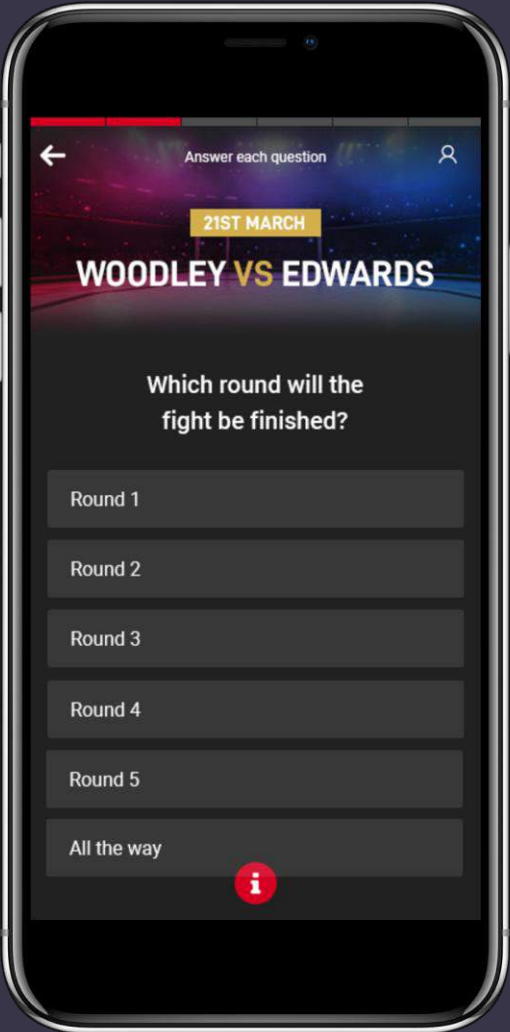 Answer each question
21ST MARCH
WOODLEY VS EDWARDS
Which round will the
fight be finished?
Round 1
Round 2
Round 3
Round 4
Round 5
All the way
i